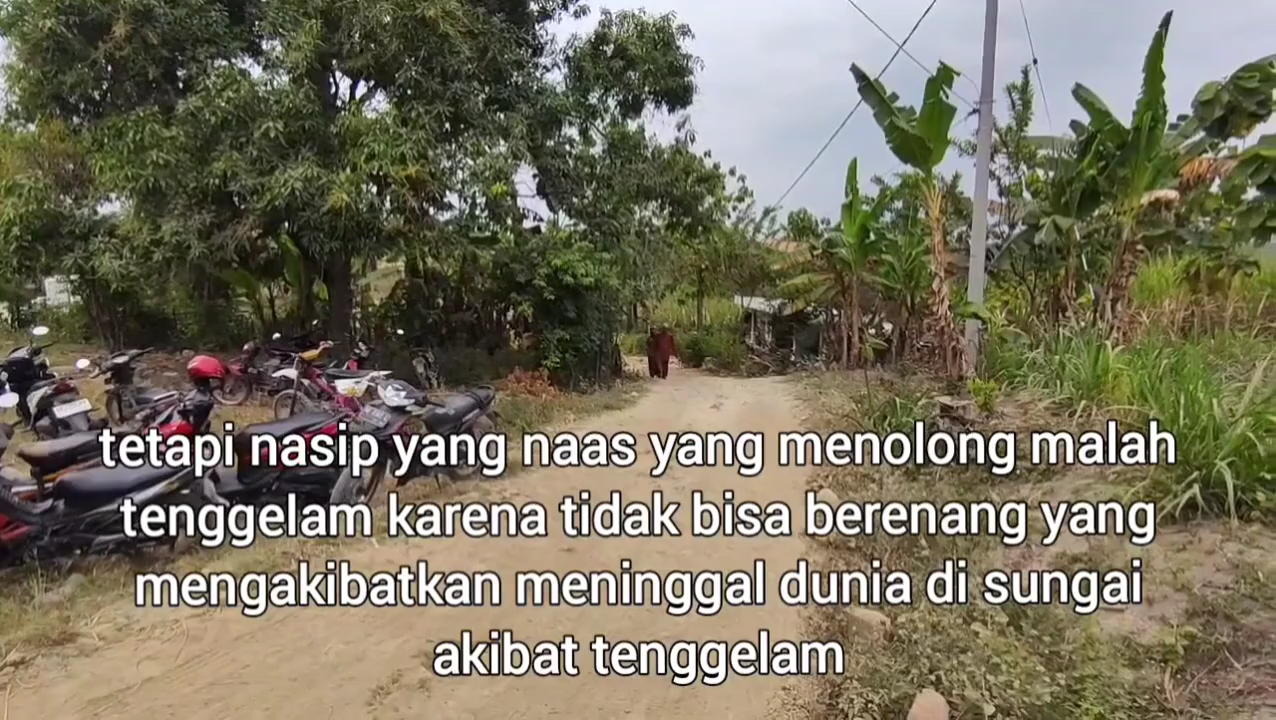 tetapi nasip yang naas yang menolong malah
tenggelam karena tidak bisa berenang yang
mengakibatkan meninggal dunia di sungai
akibat tenggelam